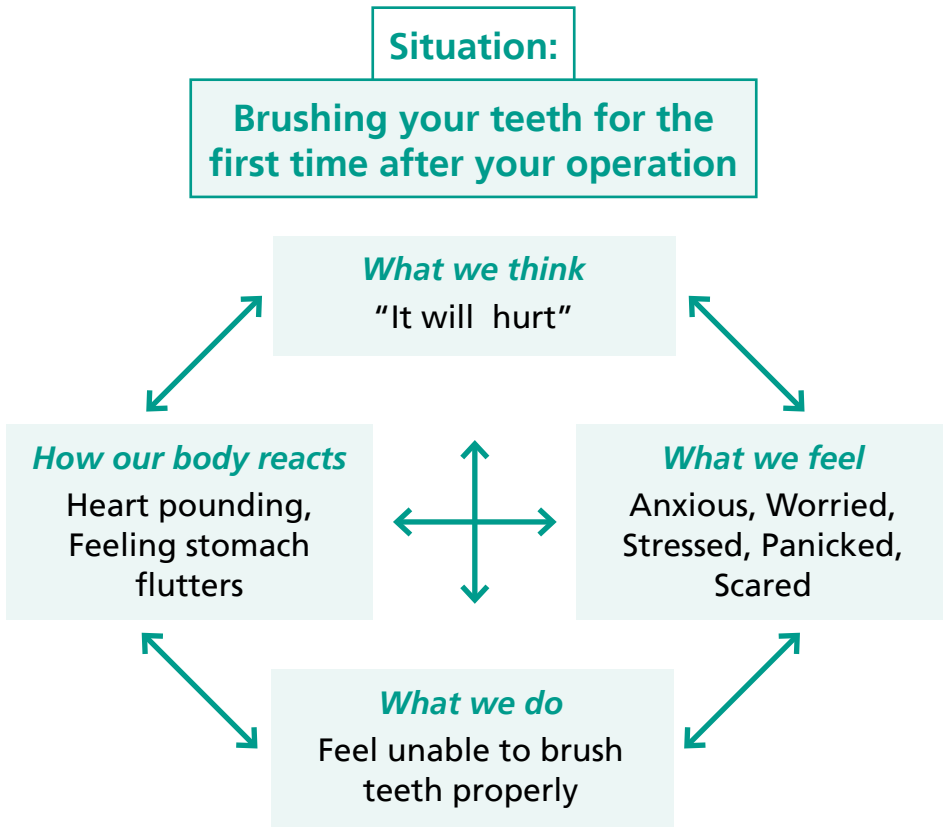 Situation:
Brushing your teeth for the
first time after your operation
What we think
“It will  hurt”
How our body reacts
Heart pounding,
Feeling stomach
flutters
What we feel
Anxious, Worried,
Stressed, Panicked,
Scared
What we do
Feel unable to brush
teeth properly